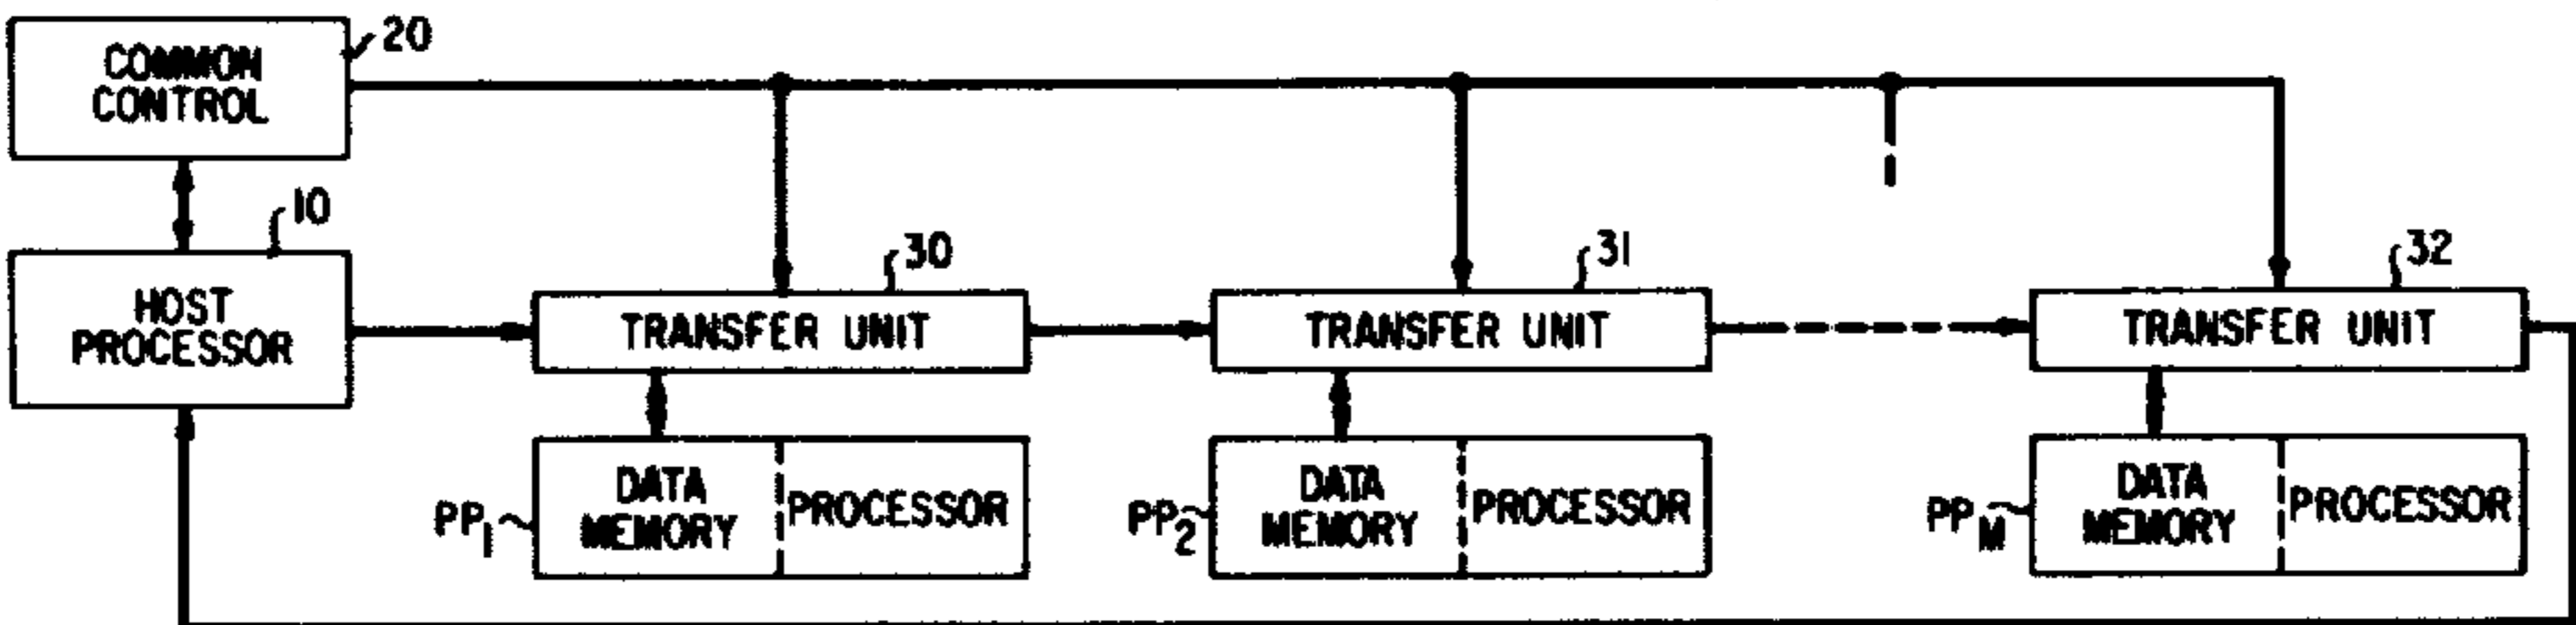 COMMON
CONTROL
20
HOST
PROCESSOR
10
TRANSFER UNIT
30
TRANSFER UNIT
31
TRANSFER UNIT
32
PP1
DATA
MEMORY
PROCESSOR
PP2
DATA
MEMORY
PROCESSOR
PPM
DATA
MEMORY
PROCESSOR